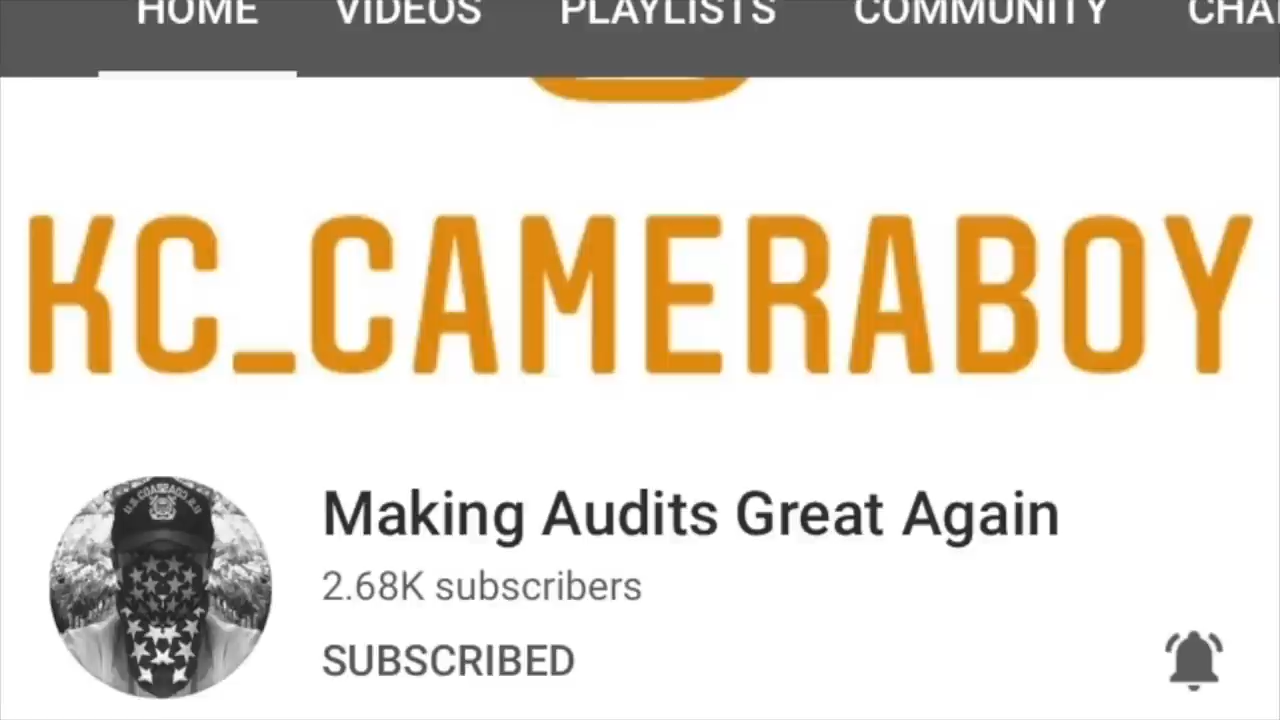 HOME VIDEOS PLAYLISTS COMMUNITY
KC_CAMERABOY
Making Audits Great Again
2.68K subscribers
SUBSCRIBED